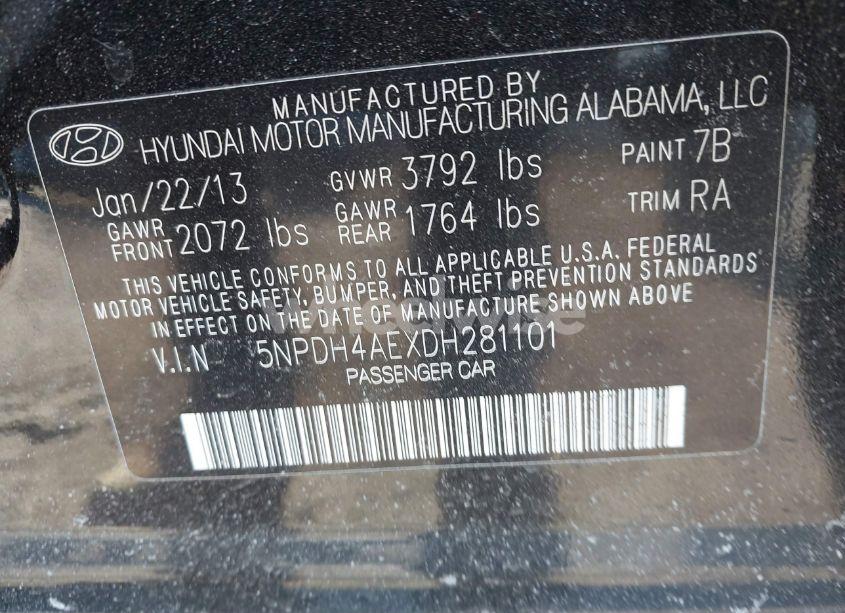 MANUFACTURED BY
HYUNDAI MOTOR MANUFACTURING ALABAMA, LLC
Jan/22/13 GVWR 3792 lbs PAINT 7B
GAWR FRONT 2072 lbs GAWR REAR 1764 lbs TRIM RA
THIS VEHICLE CONFORMS TO ALL APPLICABLE U.S.A. FEDERAL
MOTOR VEHICLE SAFETY, BUMPER, AND THEFT PREVENTION STANDARDS
IN EFFECT ON THE DATE OF MANUFACTURE SHOWN ABOVE
V.I.N 5NPDH4AEXDH281101
PASSENGER CAR